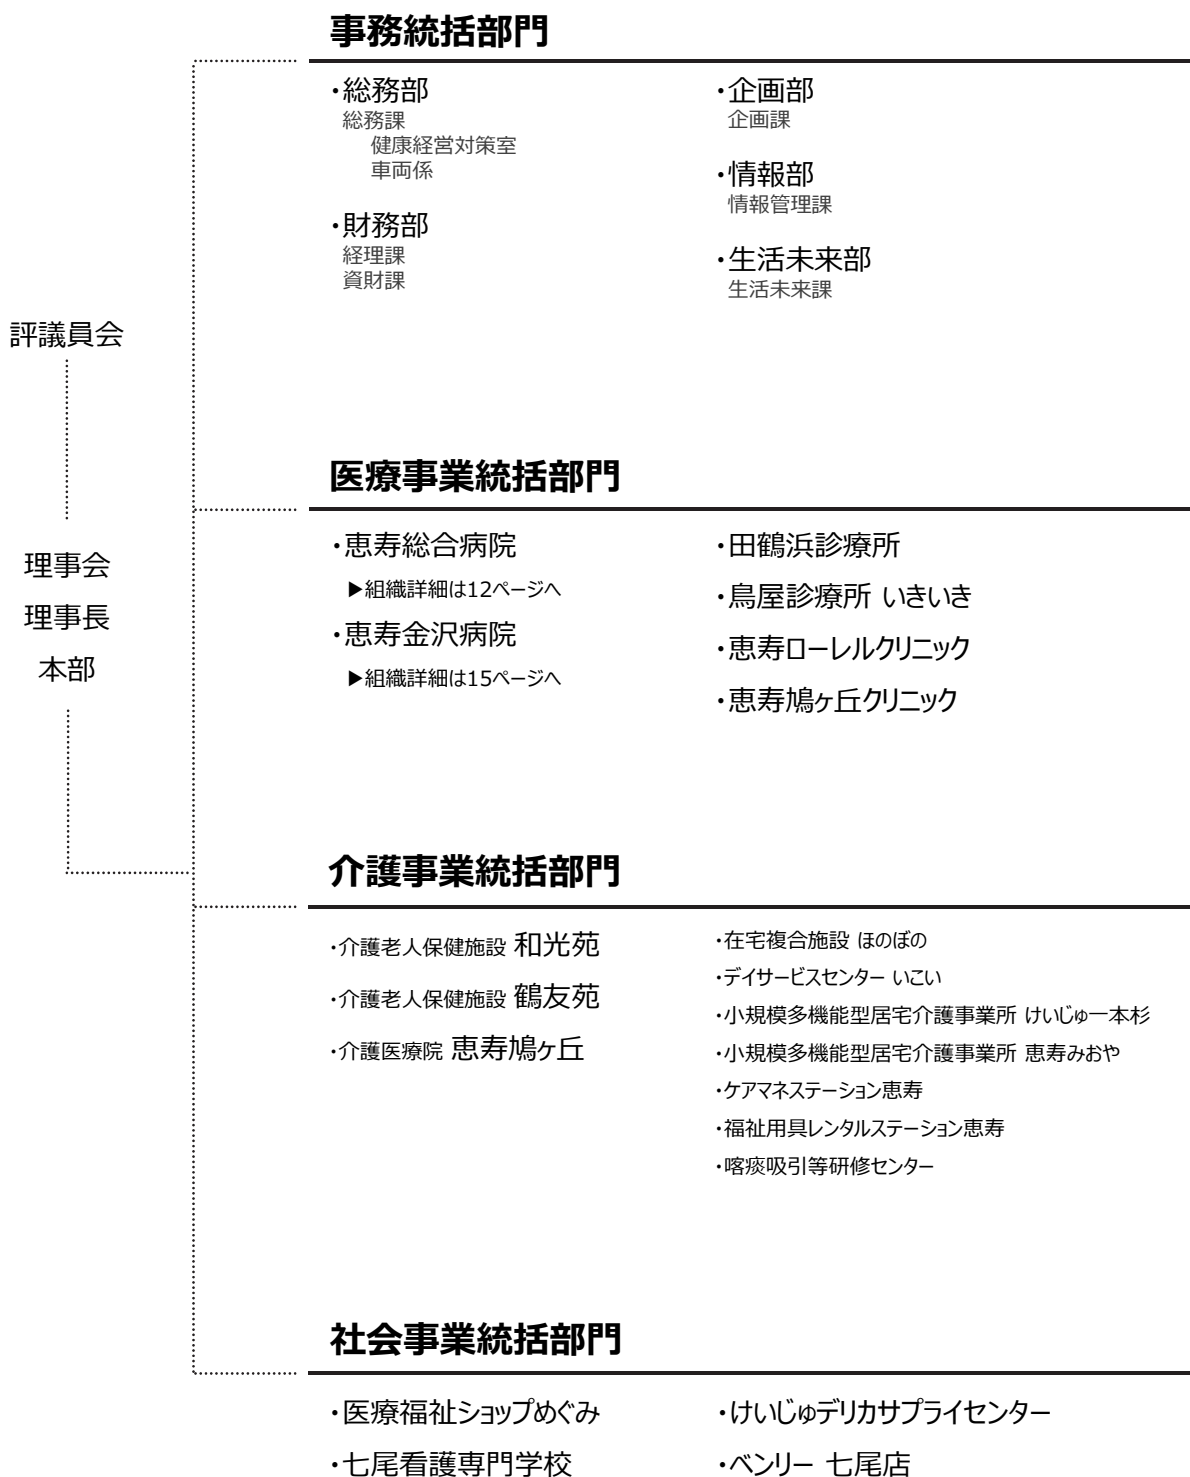 事務統括部門
・総務部
総務課
健康経営対策室
車両係
・財務部
経理課
資財課
・企画部
企画課
・情報部
情報管理課
・生活未来部
生活未来課
評議員会
理事会
理事長
本部
医療事業統括部門
・恵寿総合病院
▶組織詳細は12ページへ
・恵寿金沢病院
▶組織詳細は15ページへ
・田鶴浜診療所
・鳥屋診療所 いきいき
・恵寿ローレルクリニック
・恵寿鳩ヶ丘クリニック
介護事業統括部門
・介護老人保健施設 和光苑
・介護老人保健施設 鶴友苑
・介護医療院 恵寿鳩ヶ丘
・在宅複合施設 ほのぼの
・デイサービスセンター いこい
・小規模多機能型居宅介護事業所 けいじゅ一本杉
・小規模多機能型居宅介護事業所 恵寿みおや
・ケアマネステーション恵寿
・福祉用具レンタルステーション恵寿
・喀痰吸引等研修センター
社会事業統括部門
・医療福祉ショップめぐみ
・七尾看護専門学校
・けいじゅデリカサプライセンター
・ベンリー 七尾店